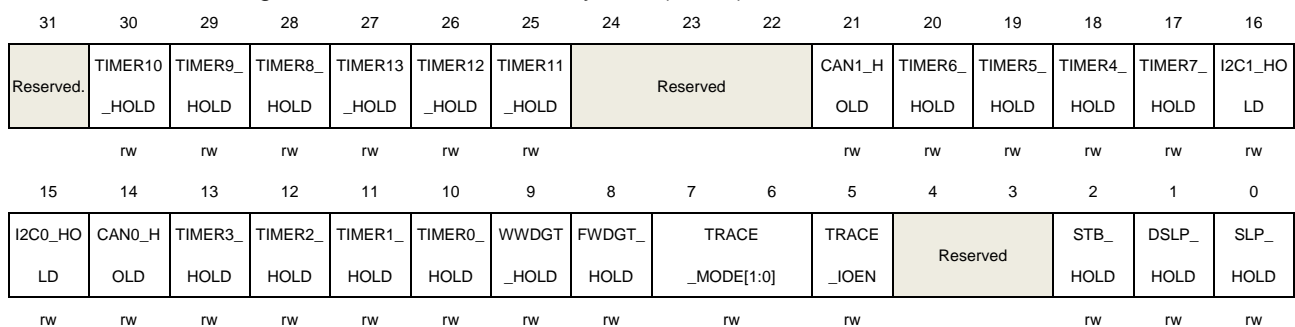 31 30 29 28 27 26 25 24 23 22 21 20 19 18 17 16
Reserved. TIMER10 TIMER9_ TIMER8_ TIMER13 TIMER12 TIMER11 Reserved CAN1_H TIMER6_ TIMER5_ TIMER4_ TIMER7_ I2C1_HO
_HOLD HOLD HOLD _HOLD _HOLD _HOLD OLD HOLD HOLD HOLD HOLD LD
rw rw rw rw rw rw rw rw rw rw rw rw
15 14 13 12 11 10 9 8 7 6 5 4 3 2 1 0
I2C0_HO CAN0_H TIMER3_ TIMER2_ TIMER1_ TIMER0_ WWDGT FWDGT_ TRACE TRACE Reserved STB_ DSLP_ SLP_
LD OLD HOLD HOLD HOLD HOLD _HOLD HOLD _MODE[1:0] _IOEN HOLD HOLD HOLD
rw rw rw rw rw rw rw rw rw rw rw rw rw